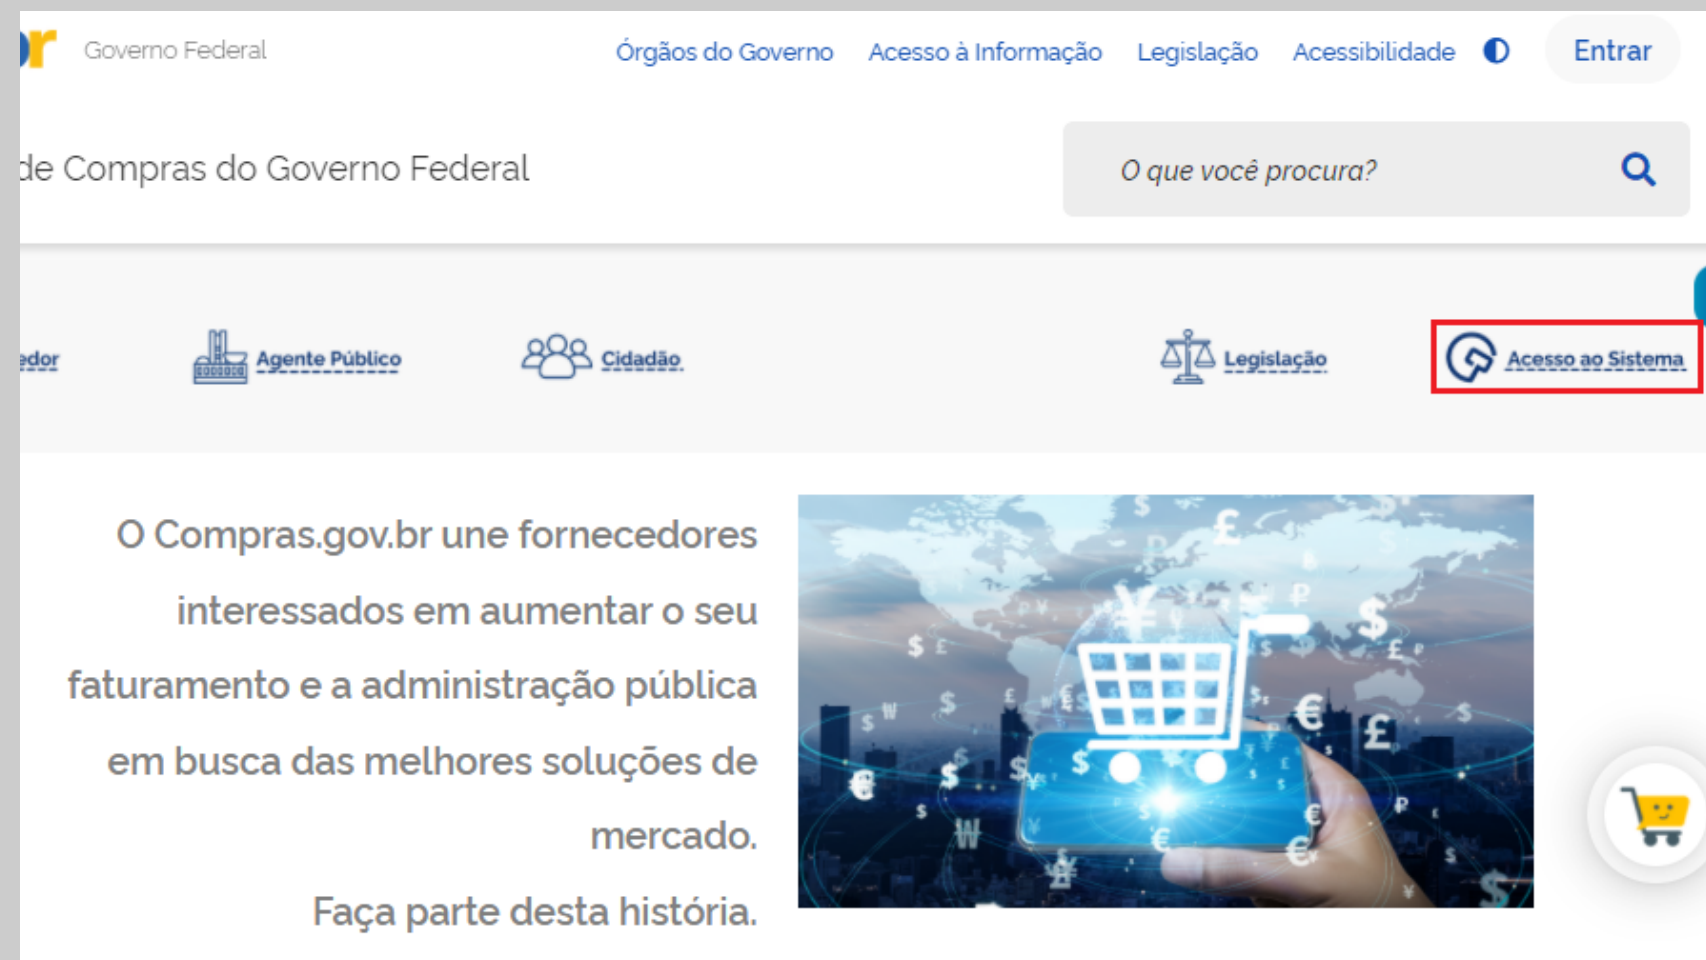 r Governo Federal Órgãos do Governo Acesso à Informação Legislação Acessibilidade Entrar
de Compras do Governo Federal O que você procura?
edor Agente Público Cidadão Legislação Acesso ao Sistema
O Compras.gov.br une fornecedores
interessados em aumentar o seu
faturamento e a administração pública
em busca das melhores soluções de
mercado.
Faça parte desta história.